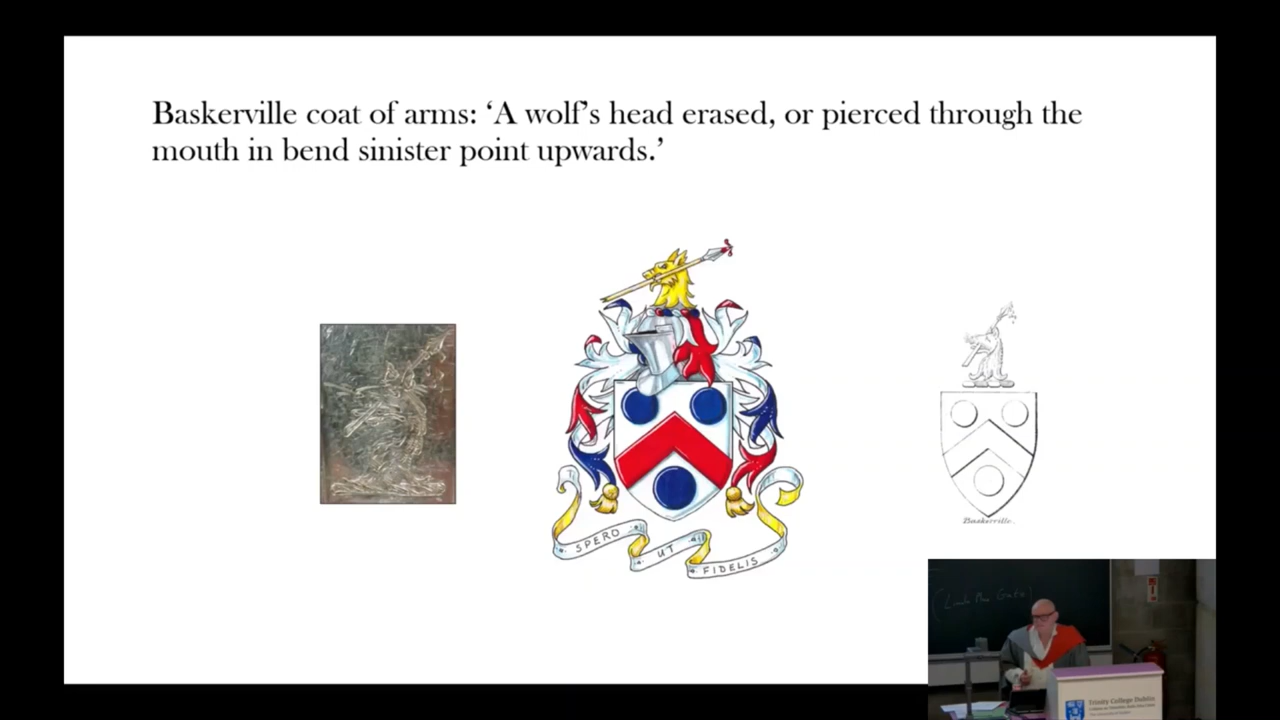 Baskerville coat of arms: ‘A wolf’s head erased, or pierced through the
mouth in bend sinister point upwards.’
SPERO UT FIDELIS
Baskerville.
Trinity College Dublin